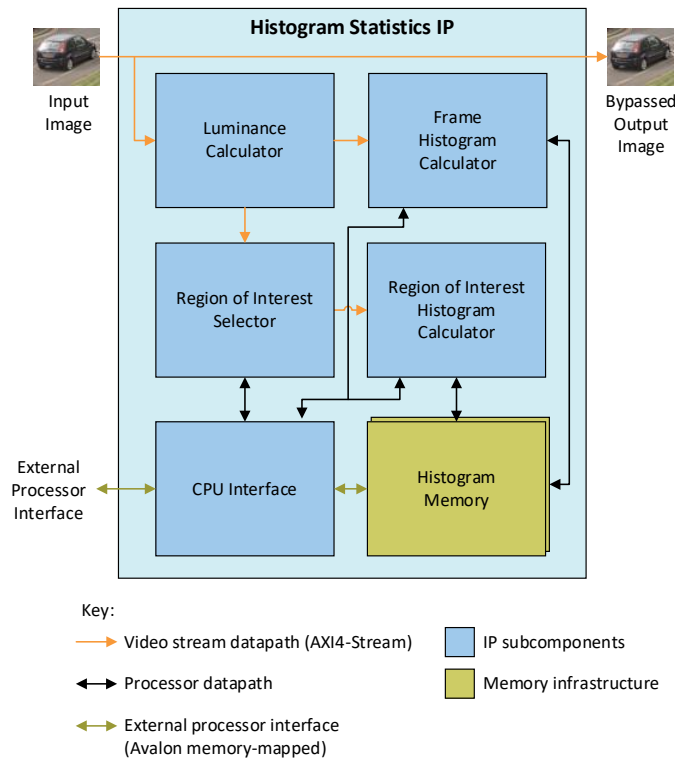 Histogram Statistics IP
Input
Image
Bypassed
Output
Image
Luminance
Calculator
Frame
Histogram
Calculator
Region of Interest
Selector
Region of Interest
Histogram
Calculator
External
Processor
Interface
CPU Interface
Histogram
Memory
Key:
Video stream datapath (AXI4-Stream)
IP subcomponents
Processor datapath
Memory infrastructure
External processor interface
(Avalon memory-mapped)